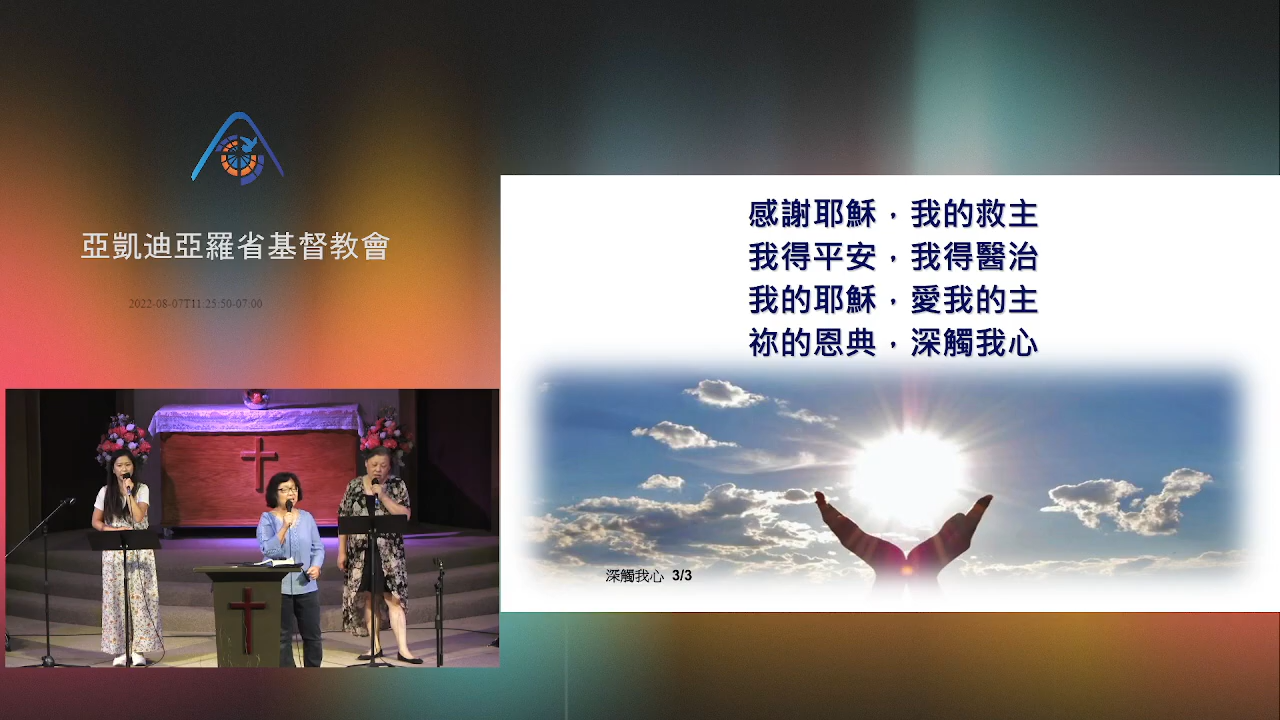 亞凱迪亞羅省基督教會
2022-08-07T11:25:50-07:00
感謝耶穌，我的救主
我得平安，我得醫治
我的耶穌，愛我的主
祢的恩典，深觸我心
深觸我心 3/3